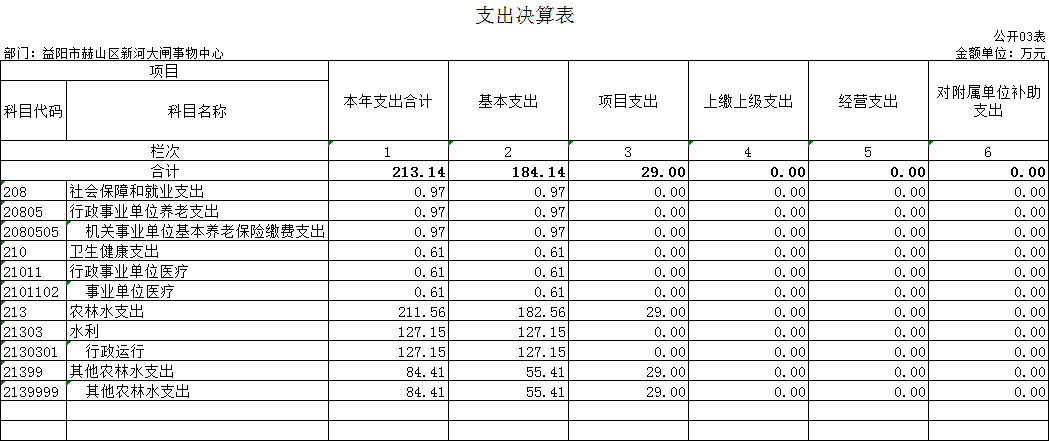 支出决算表
公开03表
部门：益阳市赫山区新河大闸事物中心 金额单位：万元
项目 本年支出合计 基本支出 项目支出 上缴上级支出 经营支出 对附属单位补助支出
科目代码 科目名称
栏次 1 2 3 4 5 6
合计 213.14 184.14 29.00 0.00 0.00 0.00
208 社会保障和就业支出 0.97 0.97 0.00 0.00 0.00 0.00
20805 行政事业单位养老支出 0.97 0.97 0.00 0.00 0.00 0.00
2080505 机关事业单位基本养老保险缴费支出 0.97 0.97 0.00 0.00 0.00 0.00
210 卫生健康支出 0.61 0.61 0.00 0.00 0.00 0.00
21011 行政事业单位医疗 0.61 0.61 0.00 0.00 0.00 0.00
2101102 事业单位医疗 0.61 0.61 0.00 0.00 0.00 0.00
213 农林水支出 211.56 182.56 29.00 0.00 0.00 0.00
21303 水利 127.15 127.15 0.00 0.00 0.00 0.00
2130301 行政运行 127.15 127.15 0.00 0.00 0.00 0.00
21399 其他农林水支出 84.41 55.41 29.00 0.00 0.00 0.00
2139999 其他农林水支出 84.41 55.41 29.00 0.00 0.00 0.00